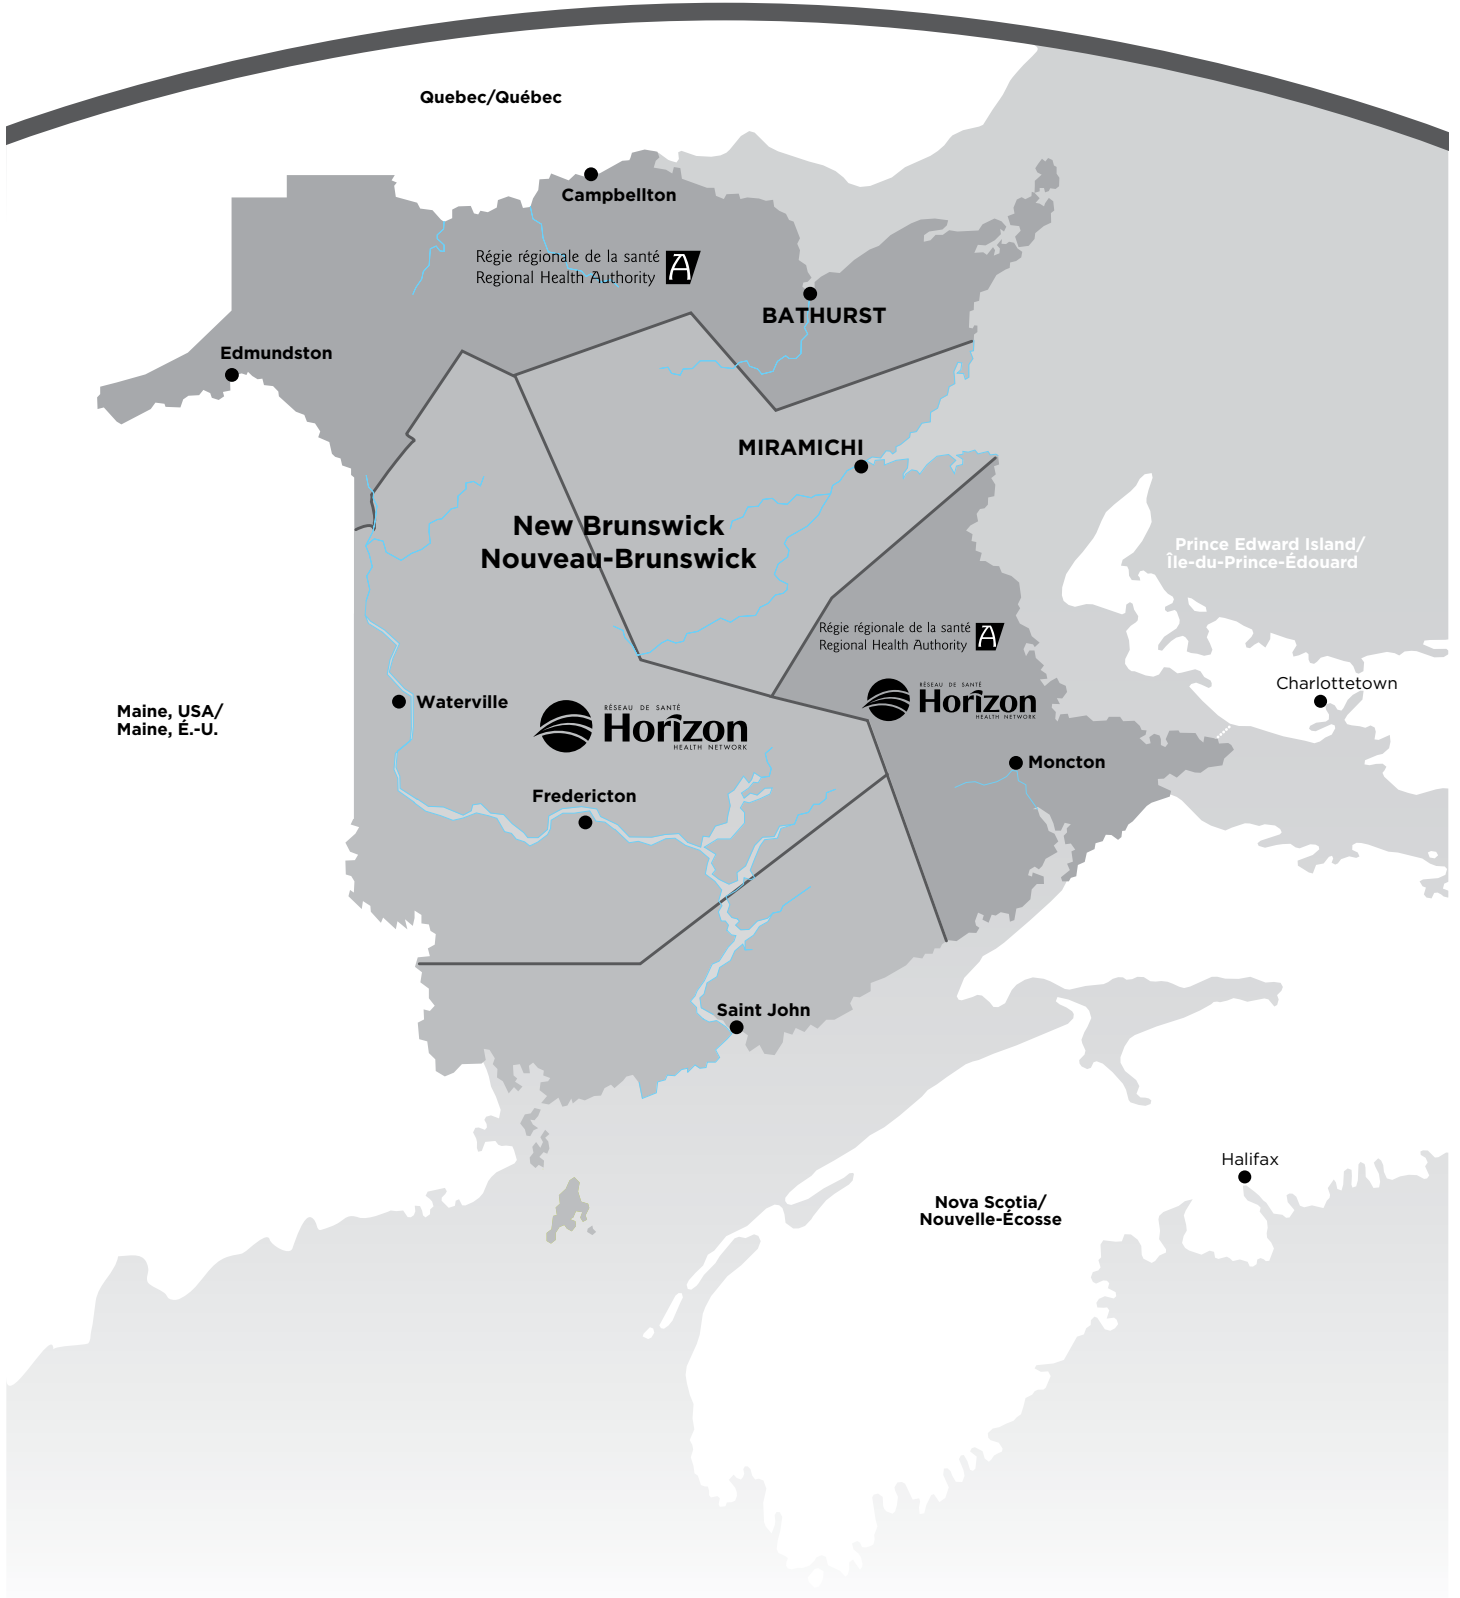 Quebec/Québec
Campbellton
Régie régionale de la santé
Regional Health Authority
A
BATHURST
Edmundston
MIRAMICHI
New Brunswick
Nouveau-Brunswick
Prince Edward Island/
Île-du-Prince-Édouard
Régie régionale de la santé
Regional Health Authority
A
RÉSEAU DE SANTÉ
Horizon
HEALTH NETWORK
Charlottetown
Maine, USA/
Maine, É.-U.
Waterville
RÉSEAU DE SANTÉ
Horizon
HEALTH NETWORK
Moncton
Fredericton
Saint John
Halifax
Nova Scotia/
Nouvelle-Écosse